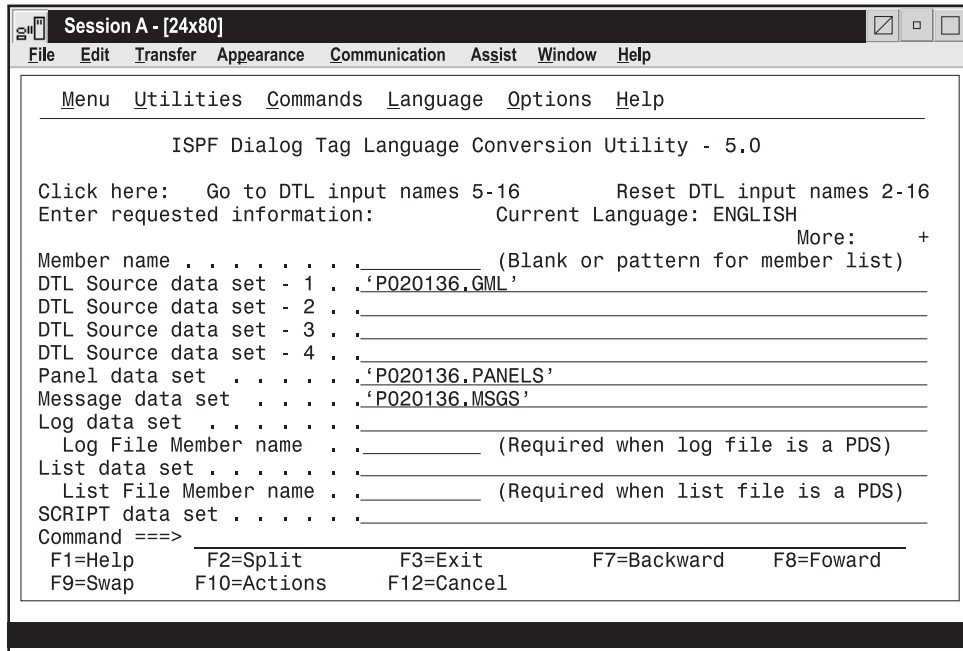 Session A - [24x80]
File Edit Transfer Appearance Communication Assist Window Help
Menu Utilities Commands Language Options Help
ISPF Dialog Tag Language Conversion Utility - 5.0
Click here: Go to DTL input names 5-16 Reset DTL input names 2-16
Enter requested information: Current Language: ENGLISH
More: +
Member name . . . . . . . . __________ (Blank or pattern for member list)
DTL Source data set - 1 . . ‘P020136.GML’
DTL Source data set - 2 . .
DTL Source data set - 3 . .
DTL Source data set - 4 . .
Panel data set . . . . . . ‘P020136.PANELS’
Message data set . . . . . ‘P020136.MSGS’
Log data set . . . . . . .
Log File Member name . . __________ (Required when log file is a PDS)
List data set . . . . . . .
List File Member name . . __________ (Required when list file is a PDS)
SCRIPT data set . . . . . .
Command ===>
F1=Help F2=Split F3=Exit F7=Backward F8=Foward
F9=Swap F10=Actions F12=Cancel